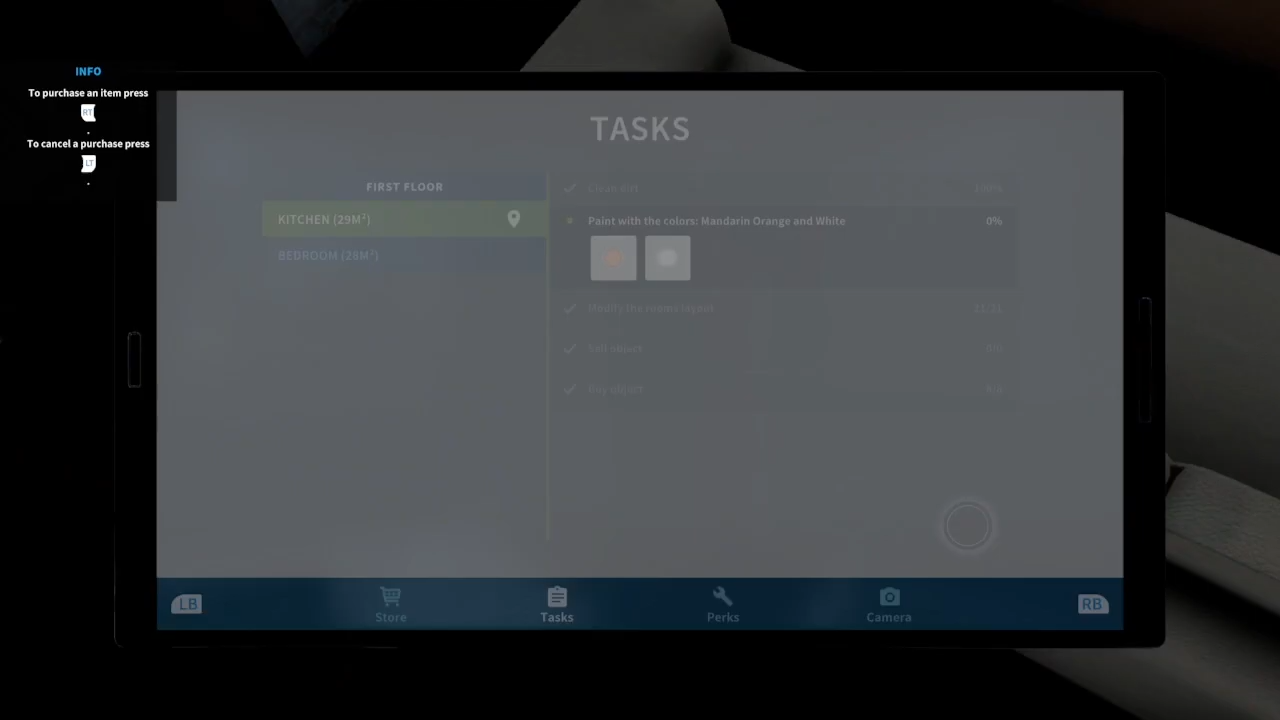 INFO
To purchase an item press
RT
.
To cancel a purchase press
LT
.
TASKS
FIRST FLOOR
KITCHEN (29M²)
BEDROOM (28M²)
Clean dirt 100%
Paint with the colors: Mandarin Orange and White 0%
Modify the rooms layout
Sell object
Buy object
LB
Store
Tasks
Perks
Camera
RB